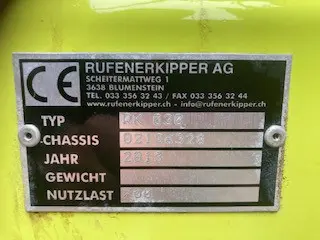 CE
RUFENERKIPPER AG
SCHEITERMATTWEG 1
3638 BLUMENSTEIN
TEL. 033 356 32 43 / FAX 033 356 32 44
www.rufenerkipper.ch - info@rufenerkipper.ch
TYP
CHASSIS
JAHR
GEWICHT
NUTZLAST